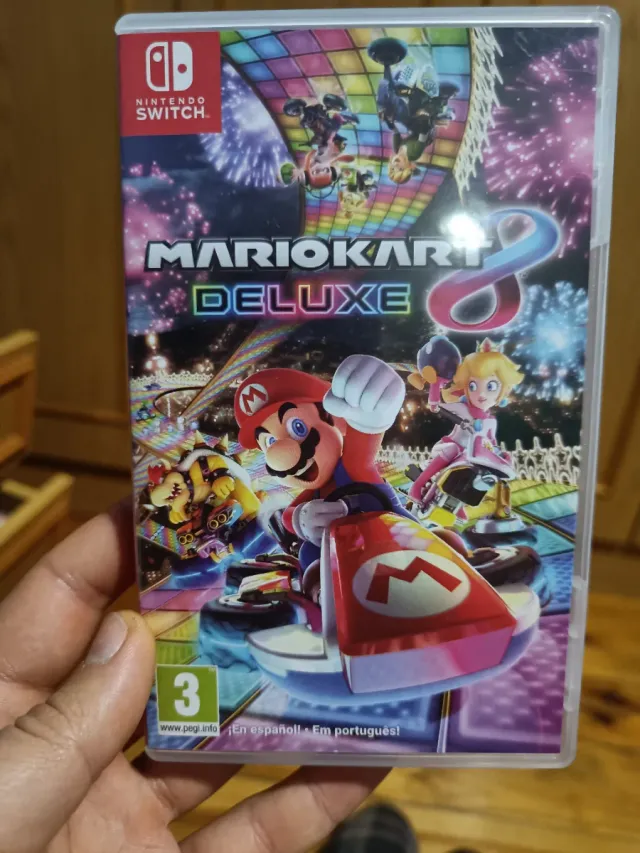 NINTENDO
SWITCH
MARIOKART 8
DELUXE
M
M
3
www.pegi.info
¡En español! • Em português!